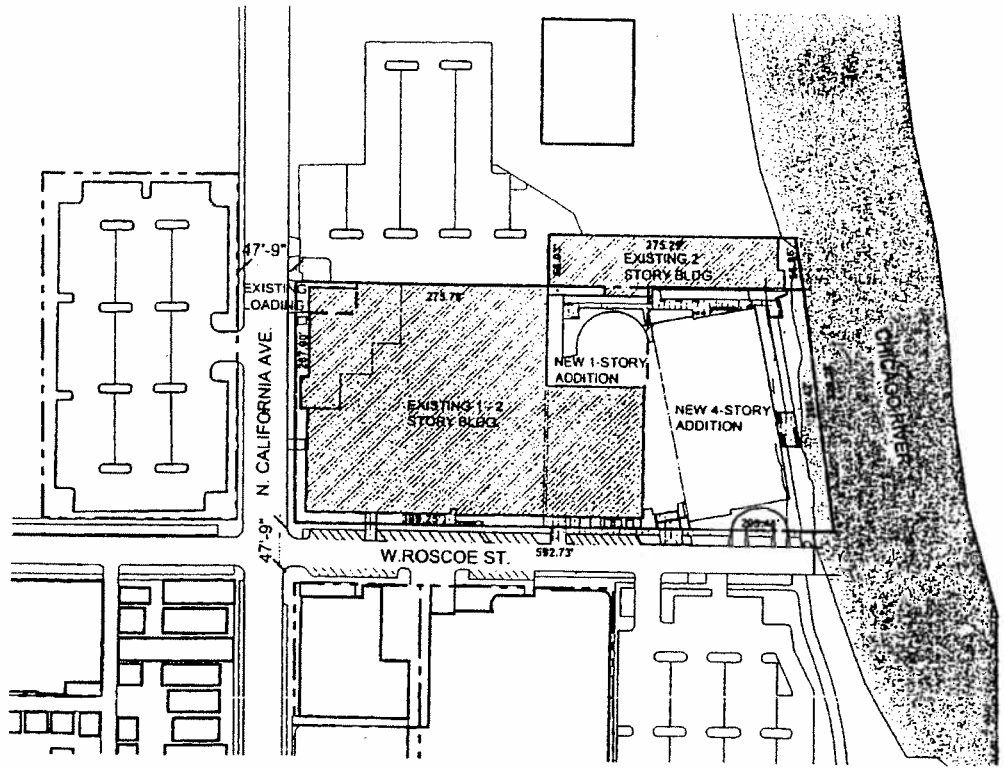 47'-9"
275.29'
EXISTING 2
STORY BLDG
EXISTING
LOADING
275.78'
NEW 1-STORY
ADDITION
N. CALIFORNIA AVE.
EXISTING 1 - 2
STORY BLDG.
NEW 4-STORY
ADDITION
CHICAGO RIVER
47'-9"
W.ROSCOE ST.
592.73'